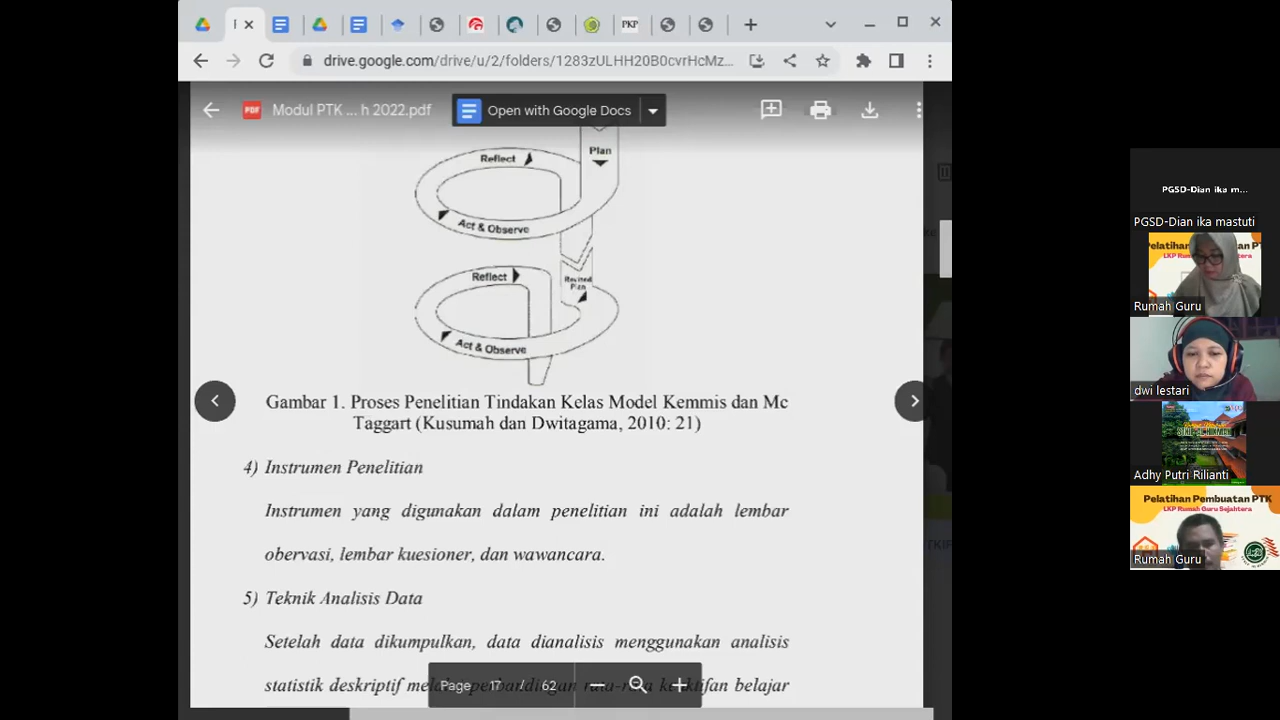 PKP
drive.google.com/drive/u/2/folders/1283zULHH20B0cvrHcMz...
Modul PTK ... h 2022.pdf
Open with Google Docs
PDF
Plan
Reflect
Act & Observe
Reflect
Revised
Plan
Act & Observe
Gambar 1. Proses Penelitian Tindakan Kelas Model Kemmis dan Mc
Taggart (Kusumah dan Dwitagama, 2010: 21)
4) Instrumen Penelitian
Instrumen yang digunakan dalam penelitian ini adalah lembar
obervasi, lembar kuesioner, dan wawancara.
5) Teknik Analisis Data
Setelah data dikumpulkan, data dianalisis menggunakan analisis
statistik deskriptif belajar
Page 17 / 62
PGSD-Dian ika m...
PGSD-Dian ika mastuti
Pelatihan Pembuatan PT
LKP Rumah Guru Sejahtera
Rumah Guru
dwi lestari
Adhy Putri Rilianti
Pelatihan Pembuatan PTK
LKP Rumah Guru Sejahtera
Rumah Guru